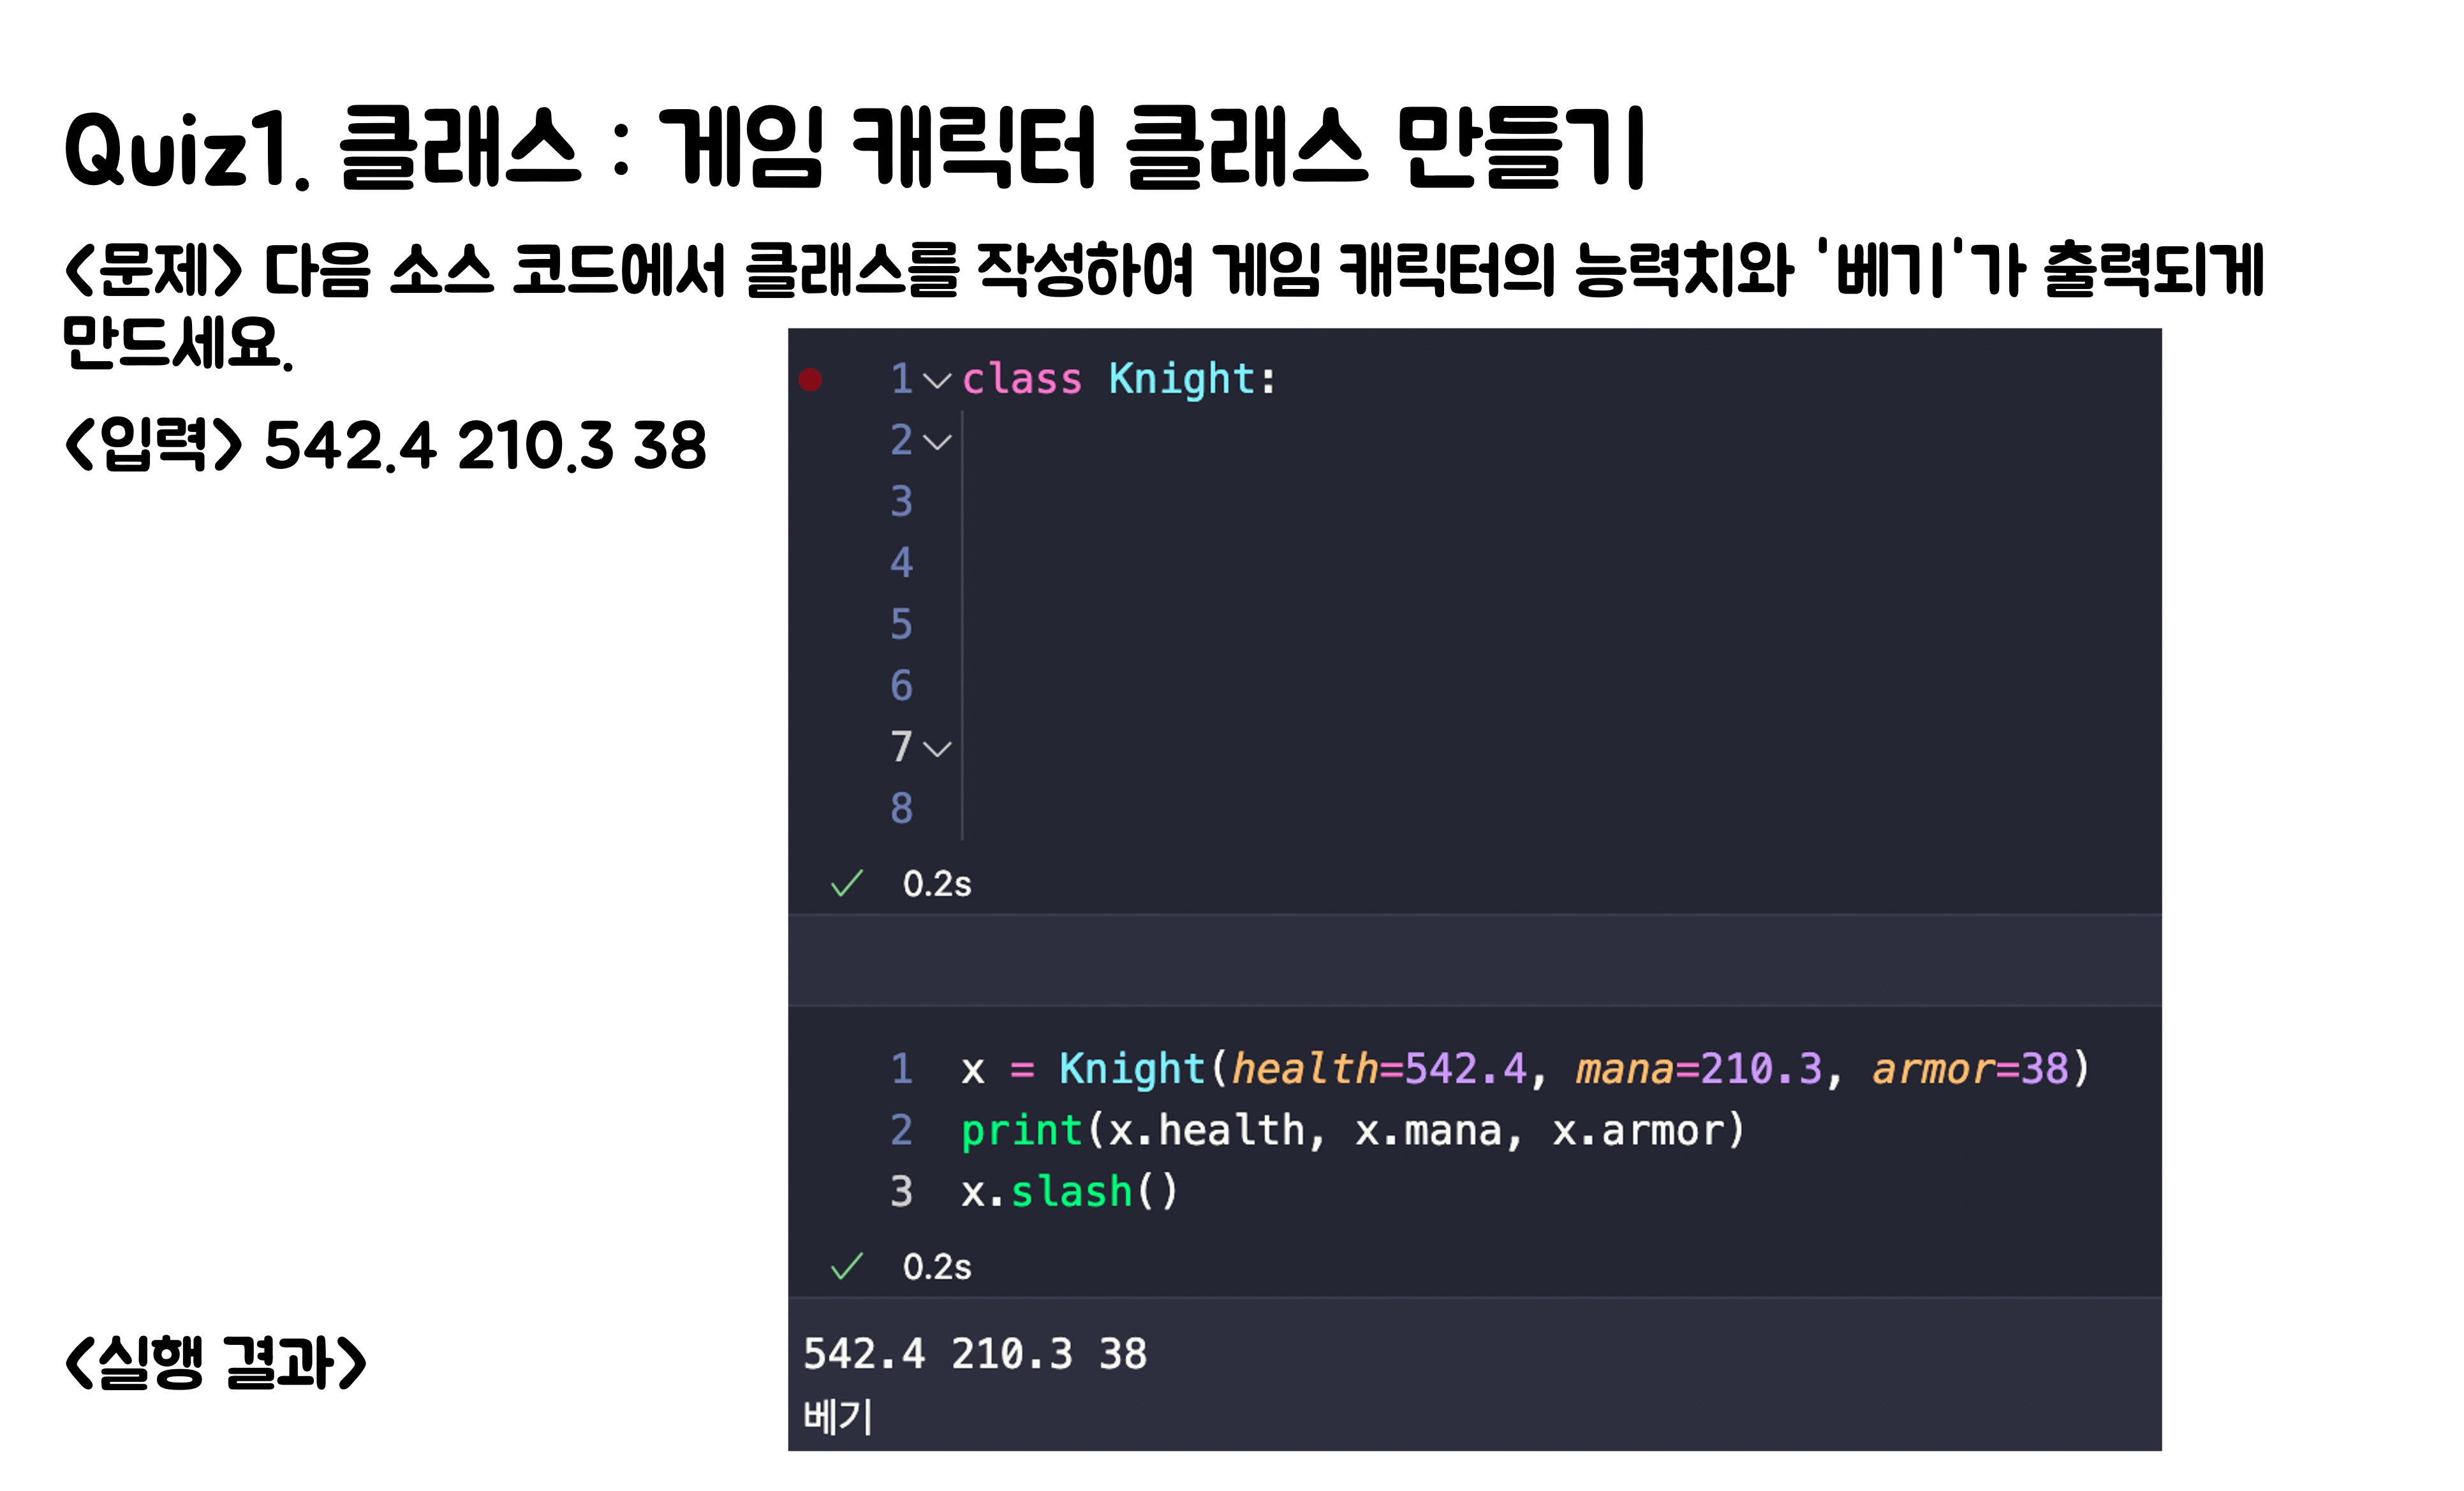 Quiz1. 클래스 : 게임 캐릭터 클래스 만들기
<문제> 다음 소스 코드에서 클래스를 작성하여 게임 캐릭터의 능력치와 '베기'가 출력되게
만드세요.
<입력> 542.4 210.3 38
1 class Knight:
2
3
4
5
6
7
8
0.2s
1 x = Knight(health=542.4, mana=210.3, armor=38)
2 print(x.health, x.mana, x.armor)
3 x.slash()
0.2s
<실행 결과>
542.4 210.3 38
베기